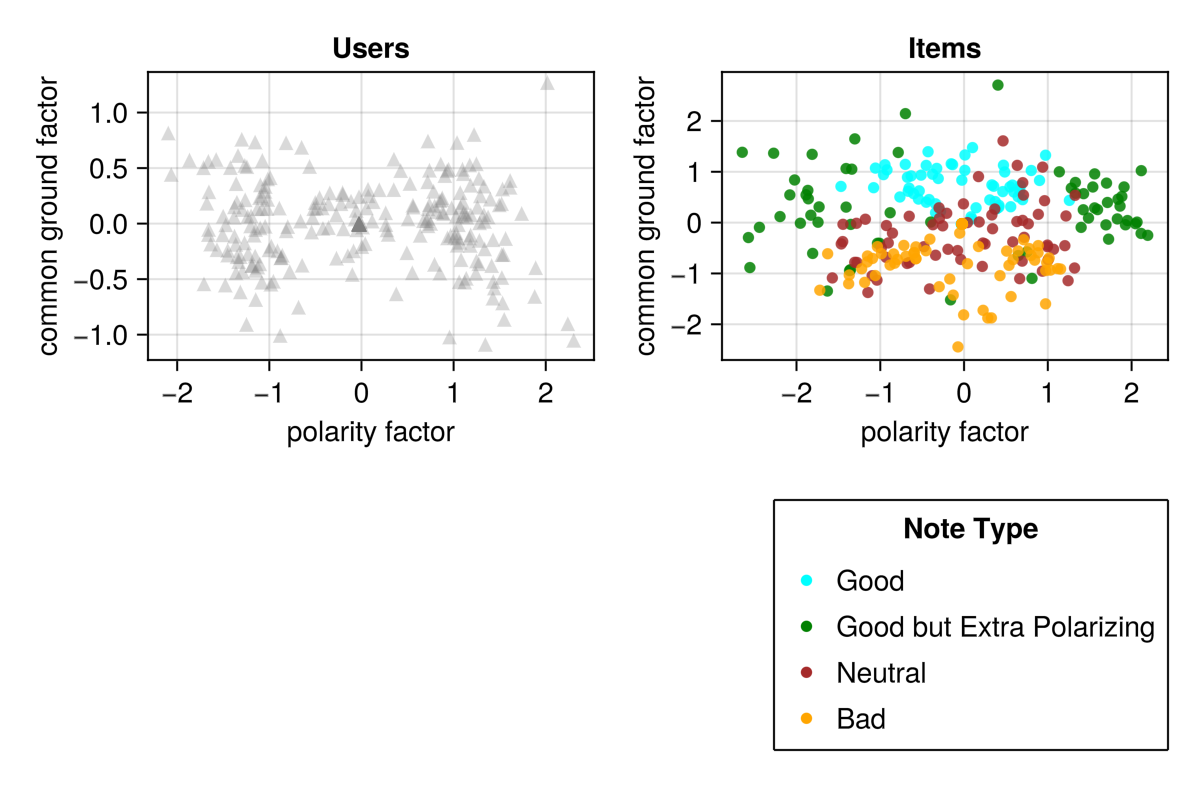 Users
common ground factor
1.0
0.5
0.0
−0.5
−1.0
−2 −1 0 1 2
polarity factor
Items
common ground factor
2
1
0
−1
−2
−2 −1 0 1 2
polarity factor
Note Type
Good
Good but Extra Polarizing
Neutral
Bad